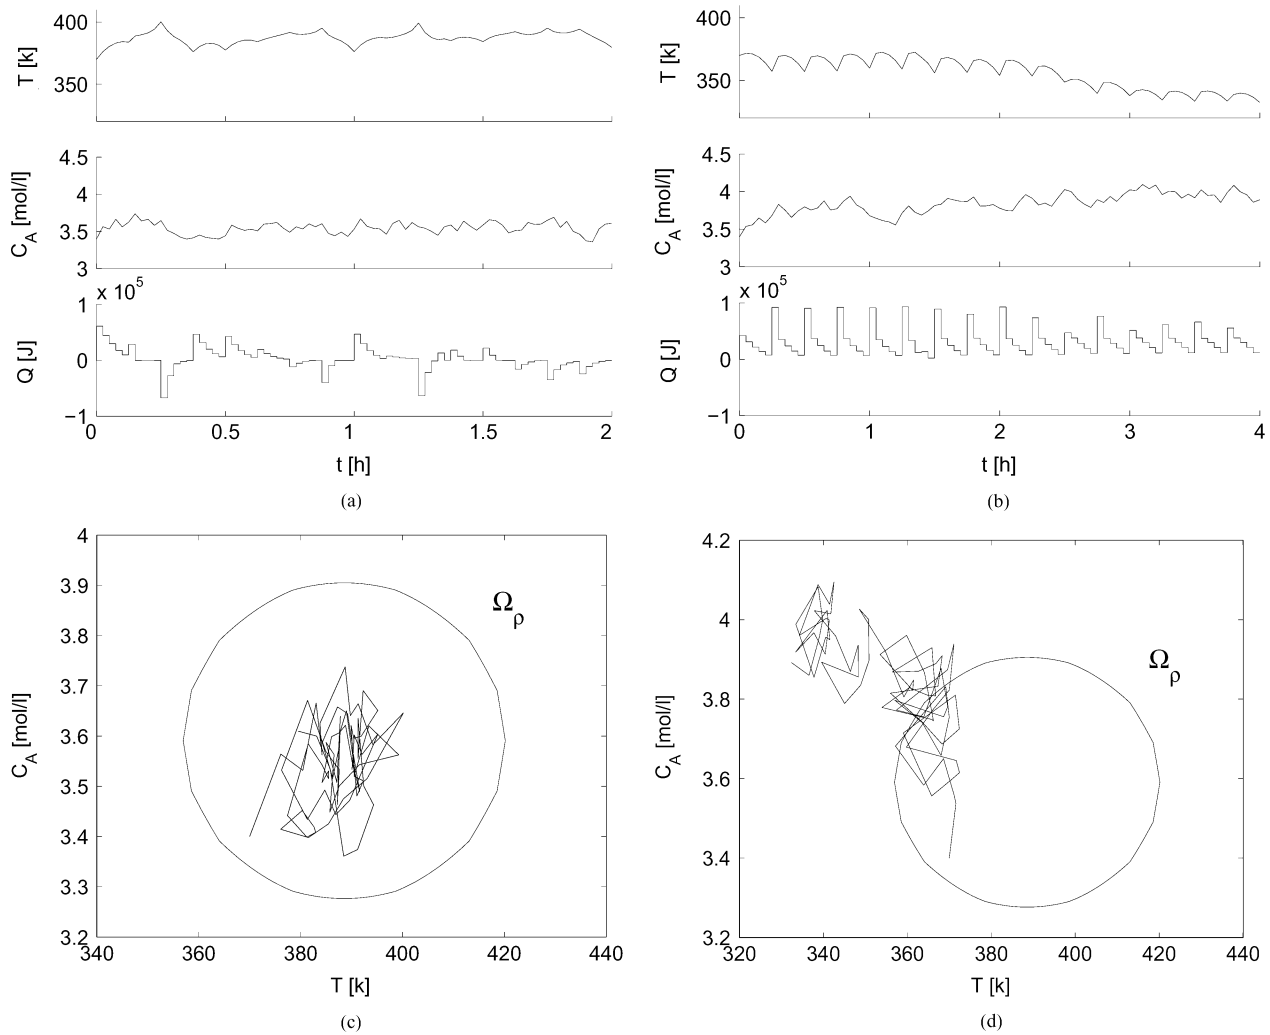 400
350
T [k]
4.5
4
3.5
3
C_A [mol/l]
x 10^5
1
0
−1
Q [J]
0 0.5 1 1.5 2
t [h]
(a)
400
350
T [k]
4.5
4
3.5
3
C_A [mol/l]
x 10^5
1
0
−1
Q [J]
0 1 2 3 4
t [h]
(b)
4
3.9
3.8
3.7
3.6
3.5
3.4
3.3
3.2
C_A [mol/l]
Ω_ρ
340 360 380 400 420 440
T [k]
(c)
4.2
4
3.8
3.6
3.4
3.2
C_A [mol/l]
Ω_ρ
320 340 360 380 400 420 440
T [k]
(d)